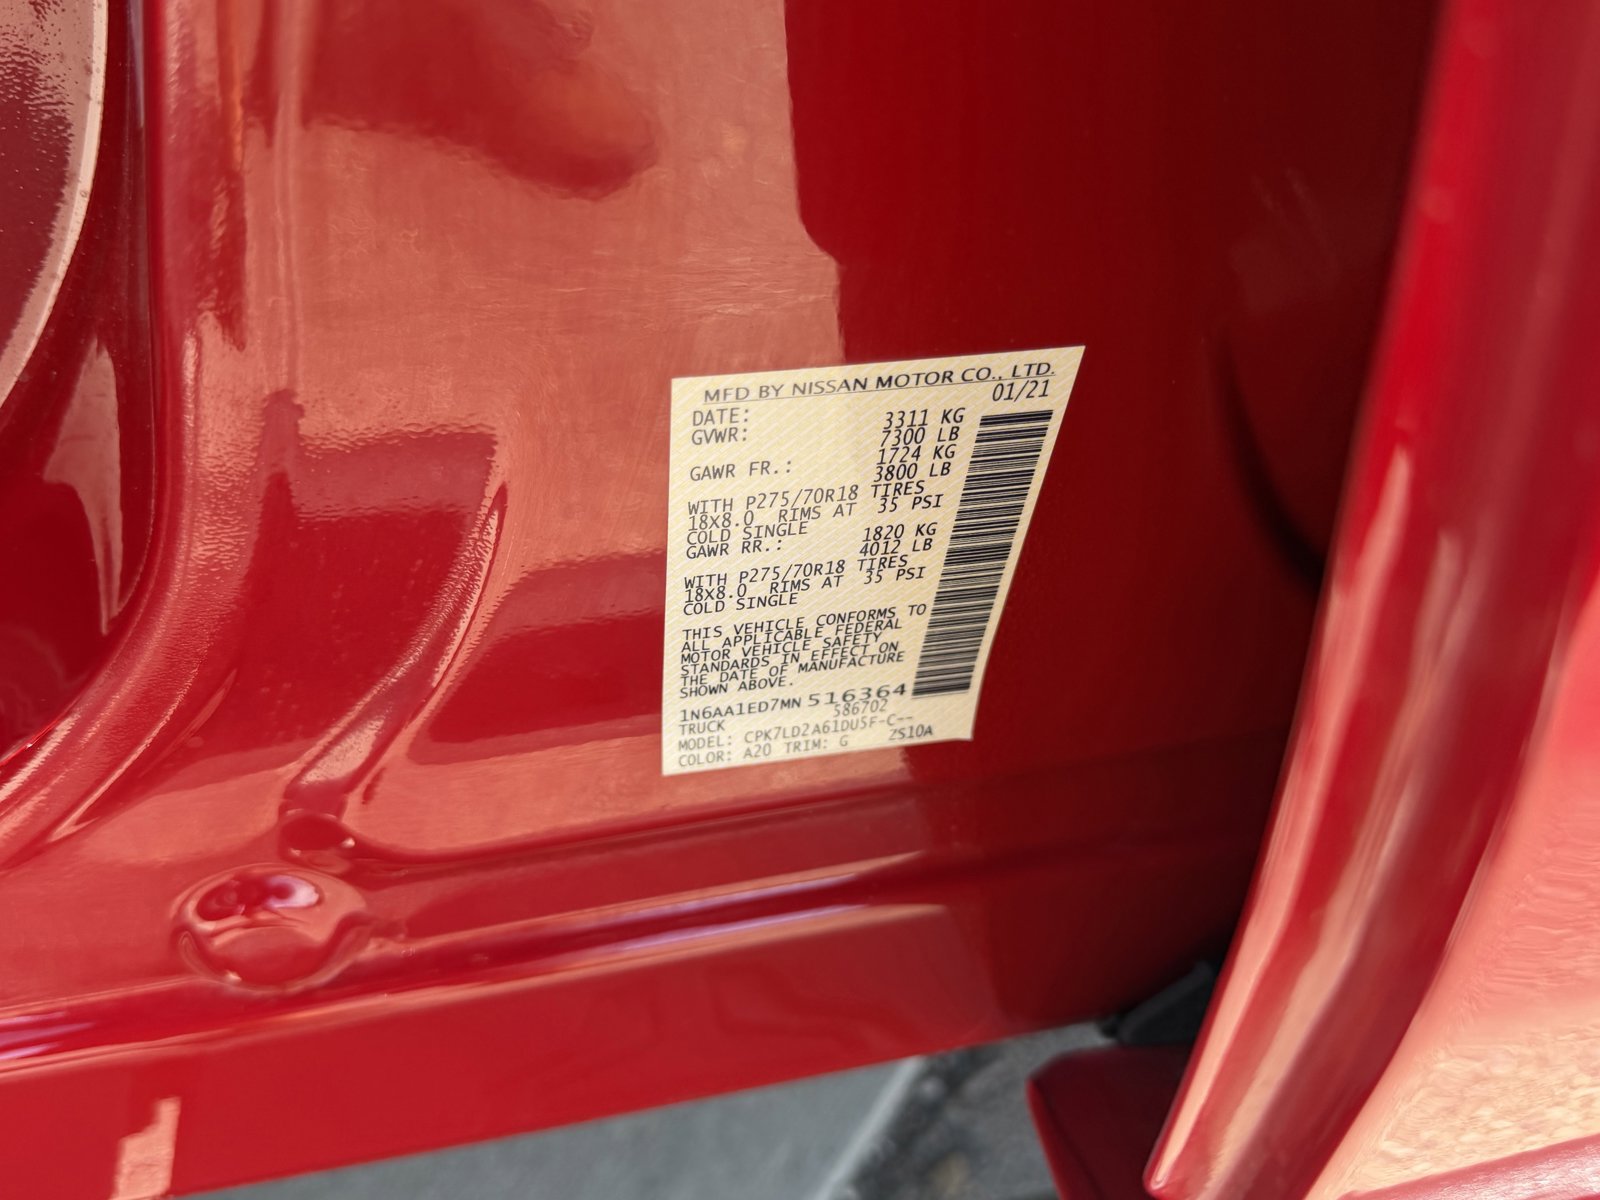 MFD BY NISSAN MOTOR CO., LTD.
DATE: 01/21
GVWR: 3311 KG
7300 LB
GAWR FR.: 1724 KG
3800 LB
WITH P275/70R18 TIRES
18X8.0 RIMS AT 35 PSI
COLD SINGLE
GAWR RR.: 1820 KG
4012 LB
WITH P275/70R18 TIRES
18X8.0 RIMS AT 35 PSI
COLD SINGLE
THIS VEHICLE CONFORMS TO
ALL APPLICABLE FEDERAL
MOTOR VEHICLE SAFETY
STANDARDS IN EFFECT ON
THE DATE OF MANUFACTURE
SHOWN ABOVE.
1N6AA1ED7MN 516364
TRUCK 586702
MODEL: CPK7LD2A61DU5F-C--
COLOR: A20 TRIM: G ZS10A